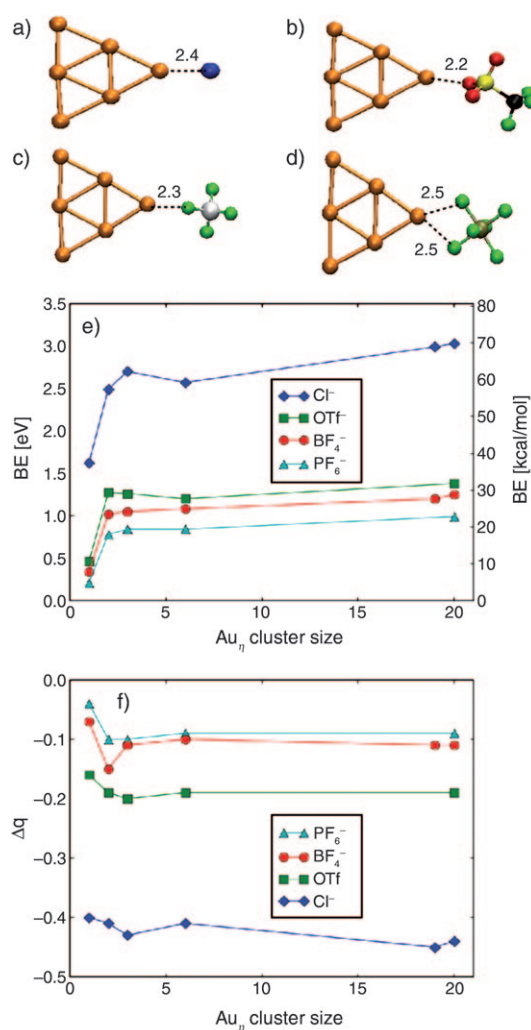 a) b)
2.4 2.2
c) d)
2.3 2.5
2.5
e)
3.5 80
3.0 70
2.5 60
2.0 50
1.5 40
1.0 30
0.5 20
0.0 10
0
BE [eV]
BE [kcal/mol]
Cl⁻
OTf⁻
BF₄⁻
PF₆⁻
0 5 10 15 20
Auη cluster size
f)
0.0
−0.1
−0.2
−0.3
−0.4
−0.5
Δq
PF₆⁻
BF₄⁻
OTf
Cl⁻
0 5 10 15 20
Auη cluster size